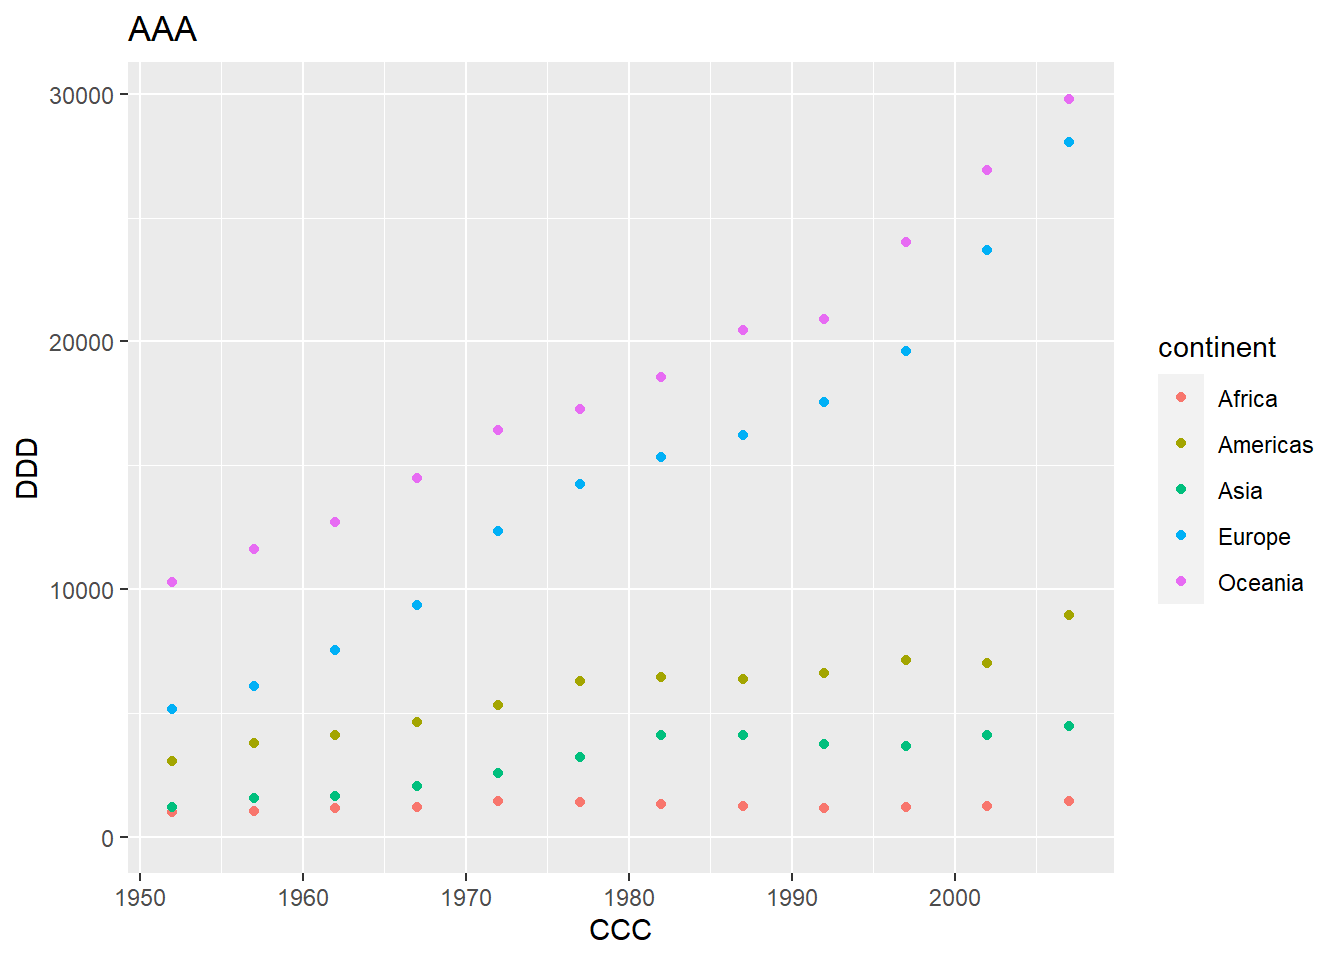 AAA
30000
20000
10000
0
DDD
1950 1960 1970 1980 1990 2000
CCC
continent
Africa
Americas
Asia
Europe
Oceania